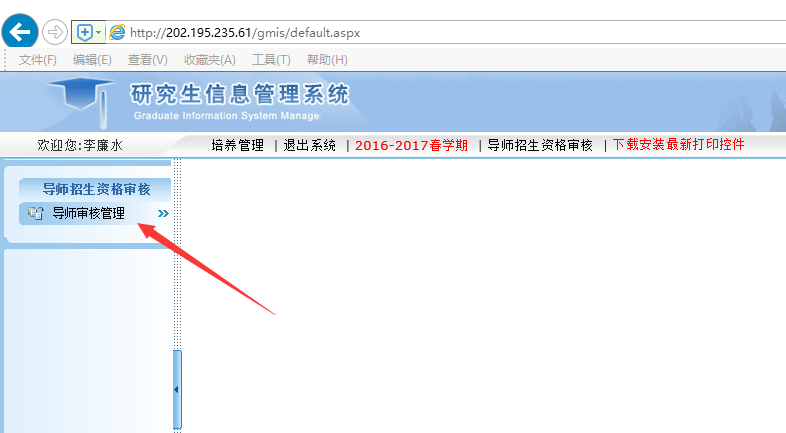 http://202.195.235.61/gmis/default.aspx
文件(F) 编辑(E) 查看(V) 收藏夹(A) 工具(T) 帮助(H)
研究生信息管理系统
Graduate Information System Manage
欢迎您:李廉水 培养管理 | 退出系统 | 2016-2017春学期 | 导师招生资格审核 | 下载安装最新打印控件
导师招生资格审核
导师审核管理 »